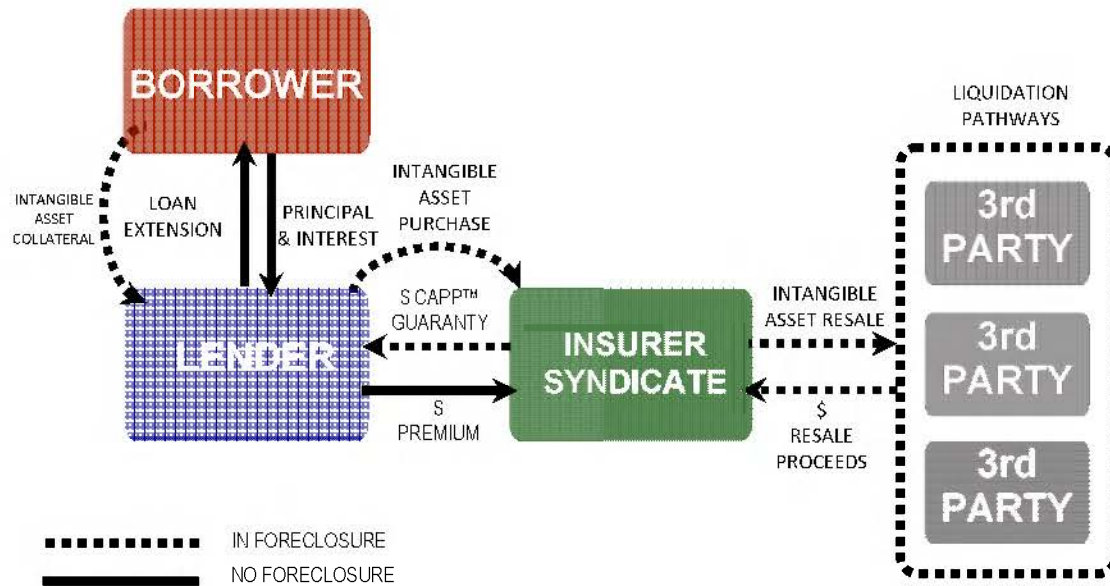 BORROWER
LIQUIDATION
PATHWAYS
INTANGIBLE
ASSET
COLLATERAL
LOAN
EXTENSION
PRINCIPAL
& INTEREST
INTANGIBLE
ASSET
PURCHASE
3rd
PARTY
LENDER
S CAPP™
GUARANTY
S
PREMIUM
INSURER
SYNDICATE
INTANGIBLE
ASSET RESALE
$
RESALE
PROCEEDS
3rd
PARTY
3rd
PARTY
IN FORECLOSURE
NO FORECLOSURE